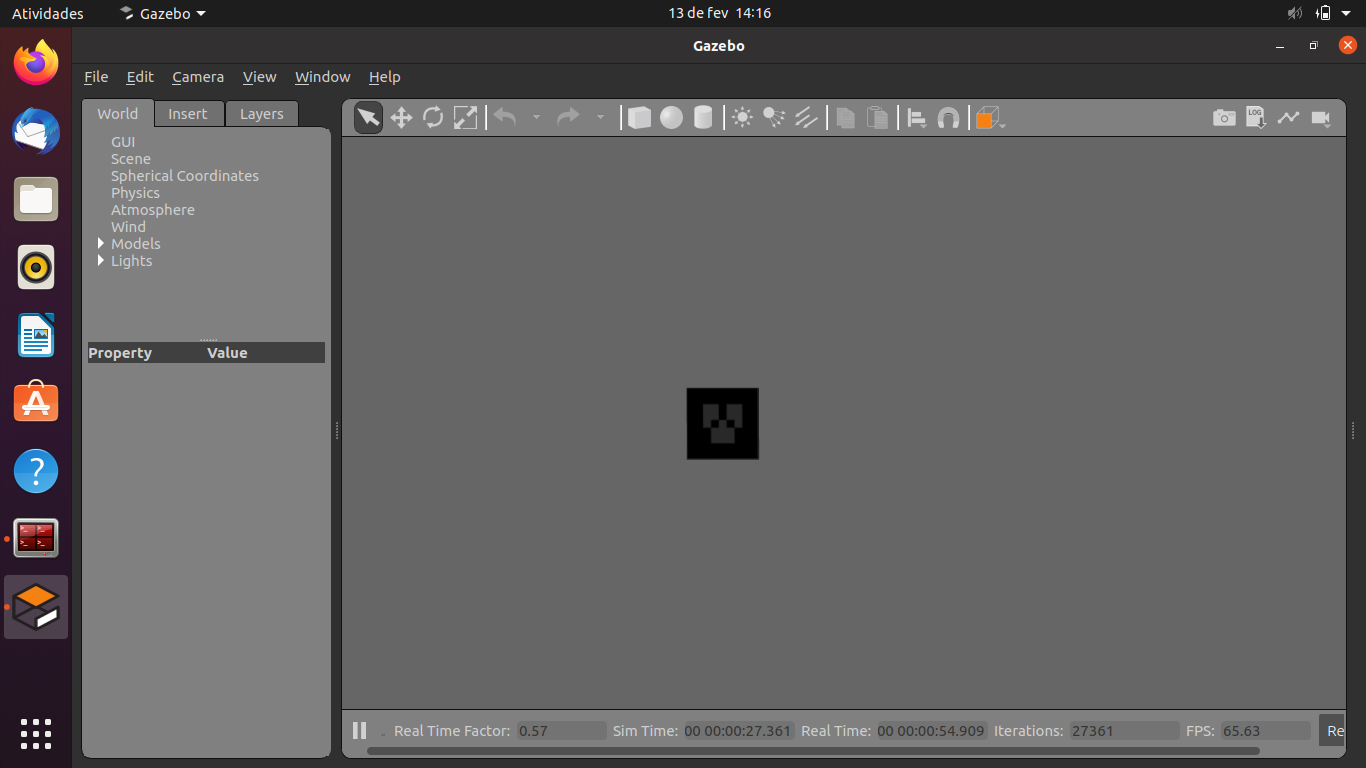 Atividades Gazebo 13 de fev 14:16
Gazebo
File Edit Camera View Window Help
World Insert Layers
LOG
GUI
Scene
Spherical Coordinates
Physics
Atmosphere
Wind
Models
Lights
Property Value
Real Time Factor: 0.57 Sim Time: 00 00:00:27.361 Real Time: 00 00:00:54.909 Iterations: 27361 FPS: 65.63 Re